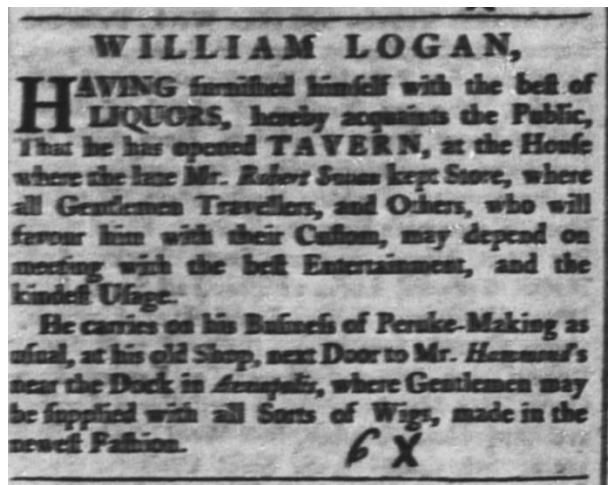 WILLIAM LOGAN,
HAVING furnished himself with the best of
LIQUORS, hereby acquaints the Public,
That he has opened TAVERN, at the House
where the late Mr. Robert Swan kept Store, where
all Gentlemen Travellers, and Others, who will
favour him with their Custom, may depend on
meeting with the best Entertainment, and the
kindest Usage.
He carries on his Business of Peruke-Making as
usual, at his old Shop, next Door to Mr. Hammond's
near the Dock in Annapolis, where Gentlemen may
be supplied with all Sorts of Wigs, made in the
newest Fashion.
6 X